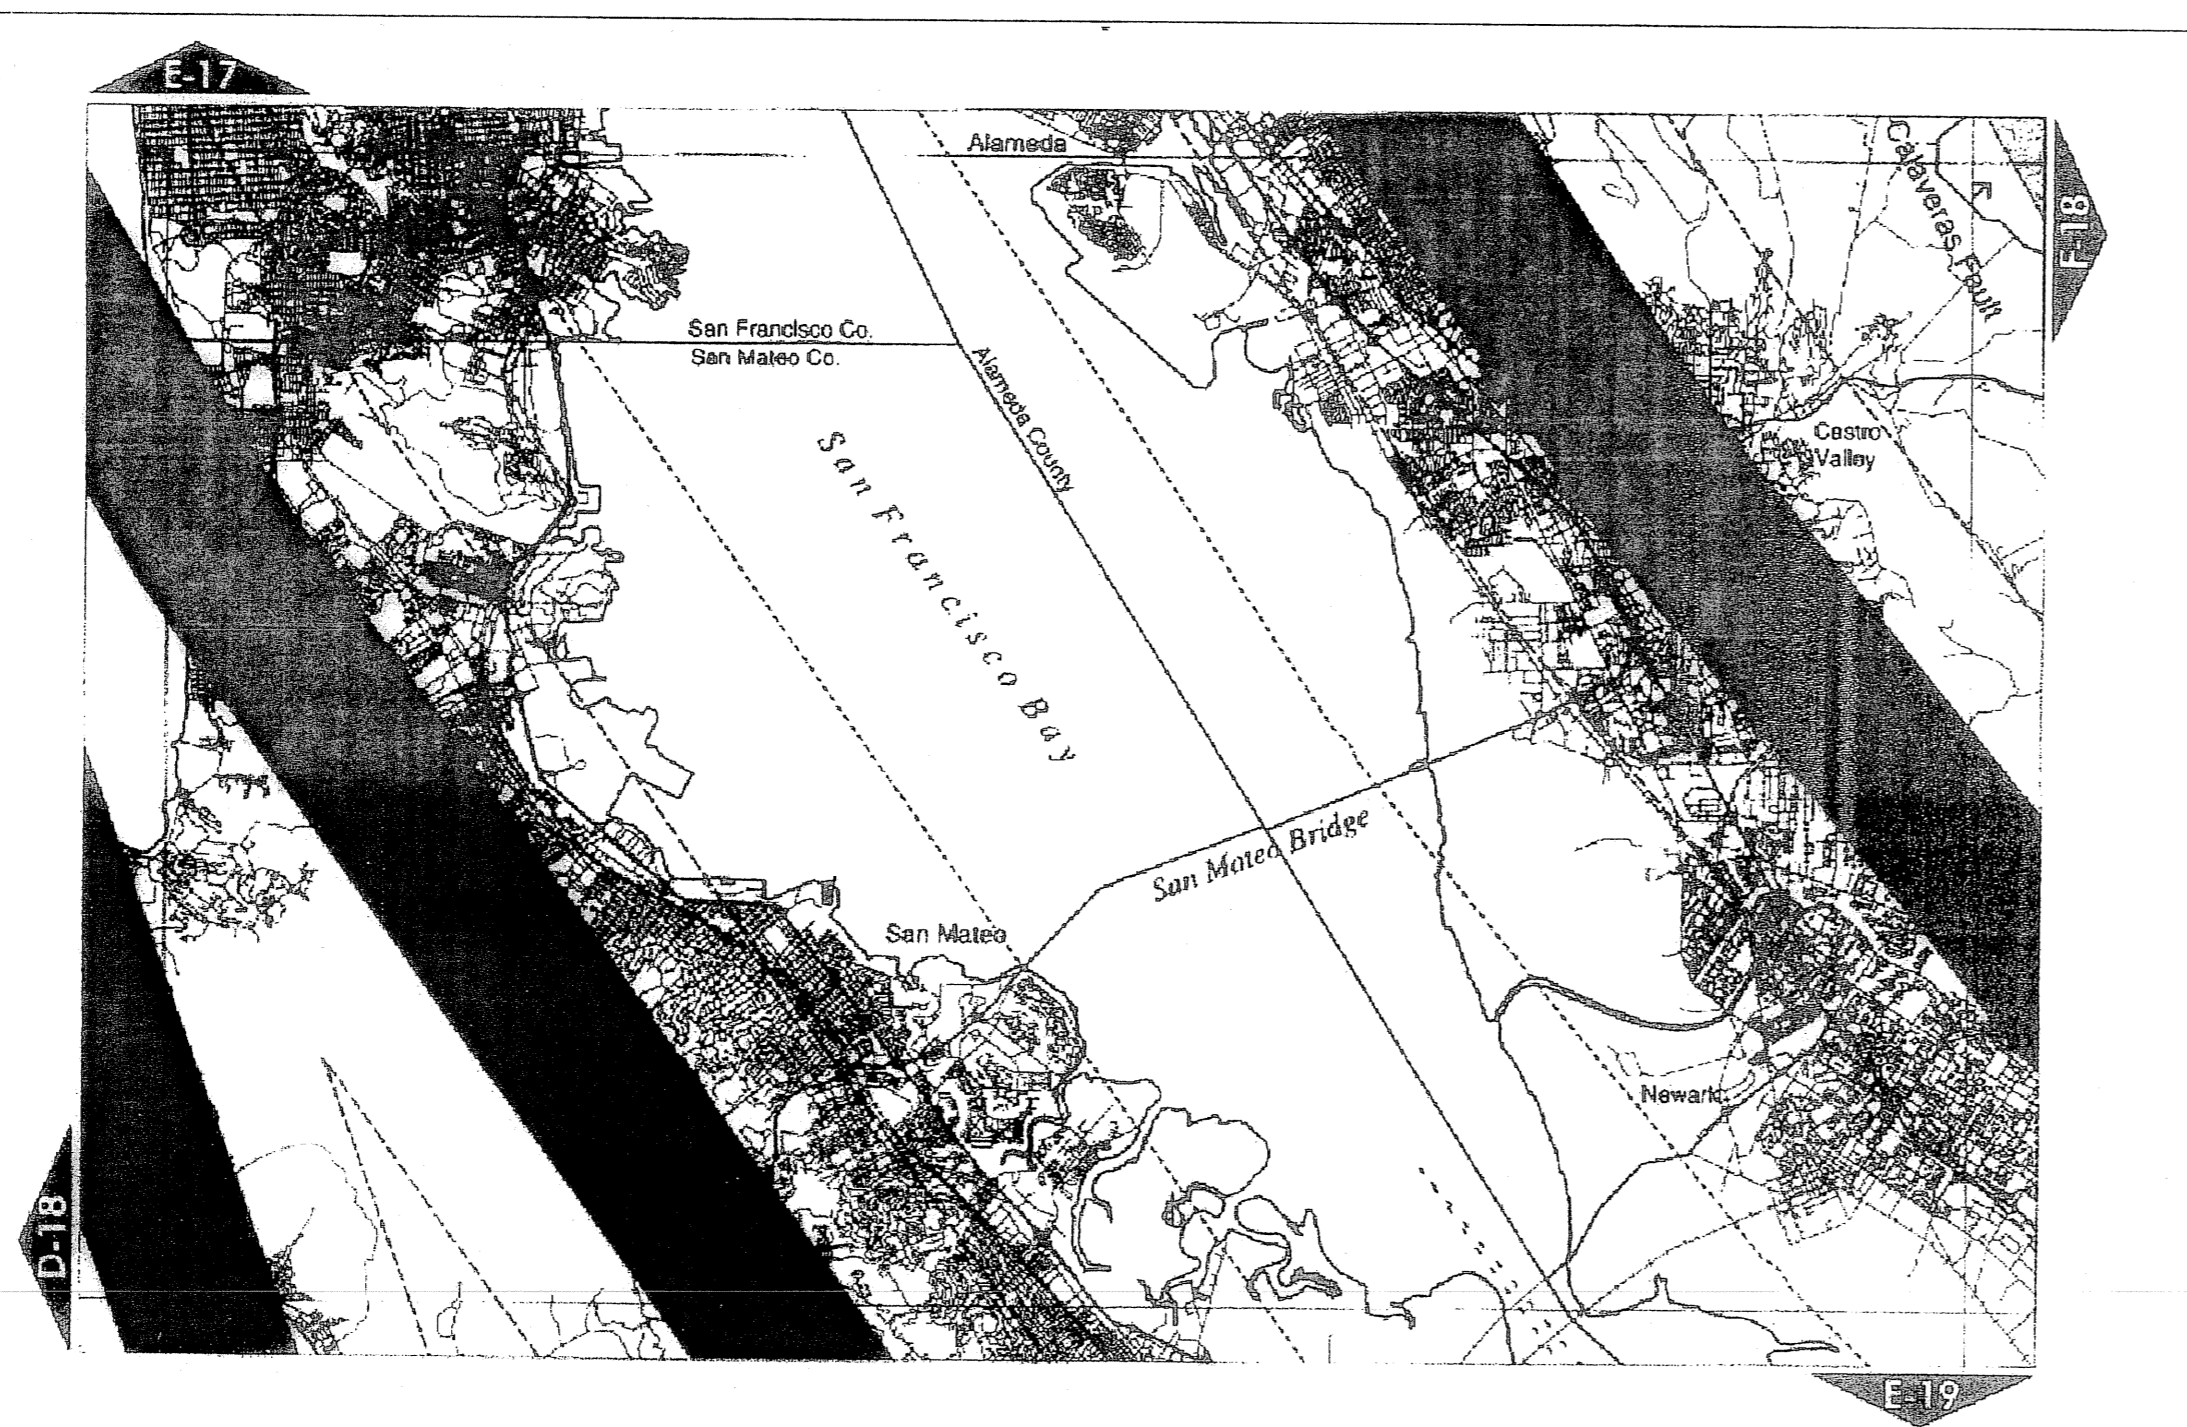 E-17
Alameda
Calaveras Fault
F-18
San Francisco Co.
San Mateo Co.
Alameda County
San Francisco Bay
Castro
Valley
San Mateo Bridge
San Mateo
Newark
D-18
E-19